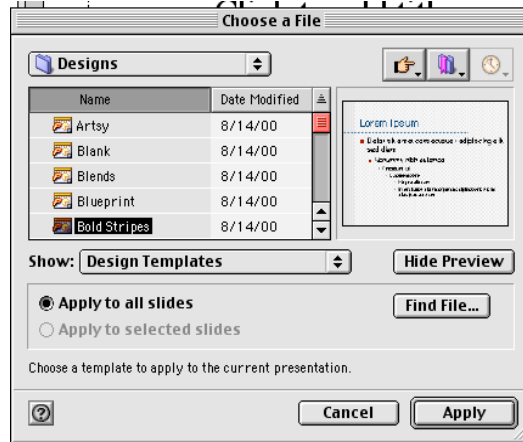 Choose a File
Designs
Name Date Modified
Artsy 8/14/00
Blank 8/14/00
Blends 8/14/00
Blueprint 8/14/00
Bold Stripes 8/14/00
Lorem Ipsum
Show: Design Templates
Hide Preview
Apply to all slides
Find File...
Apply to selected slides
Choose a template to apply to the current presentation.
?
Cancel Apply